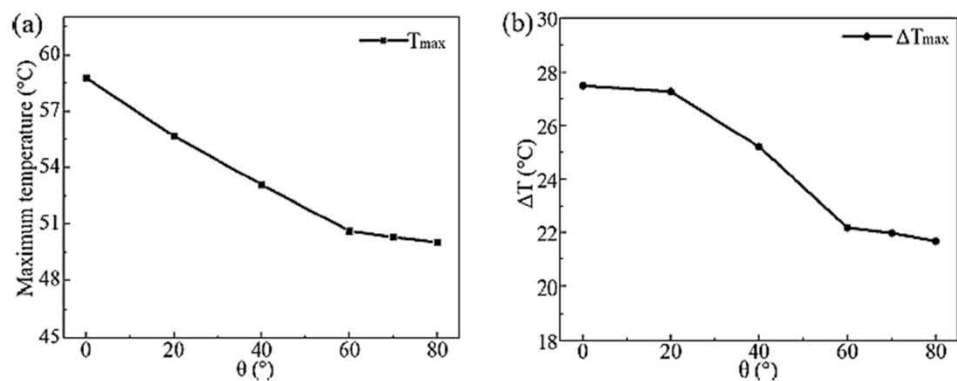 (a)
Tmax
Maximum temperature (°C)
60
57
54
51
48
45
0 20 40 60 80
θ (°)
(b)
ΔTmax
ΔT (°C)
30
28
26
24
22
20
18
0 20 40 60 80
θ (°)